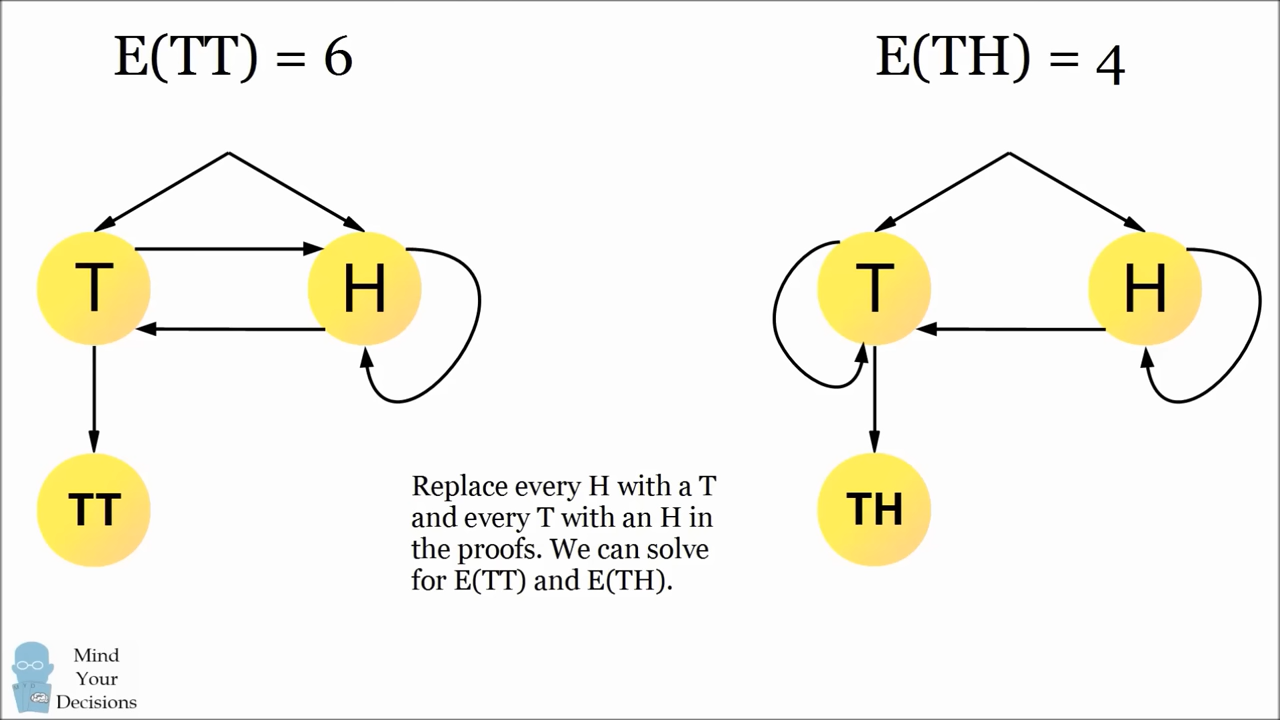 E(TT) = 6
E(TH) = 4
T
H
T
H
TT
TH
Replace every H with a T
and every T with an H in
the proofs. We can solve
for E(TT) and E(TH).
Mind
Your
Decisions